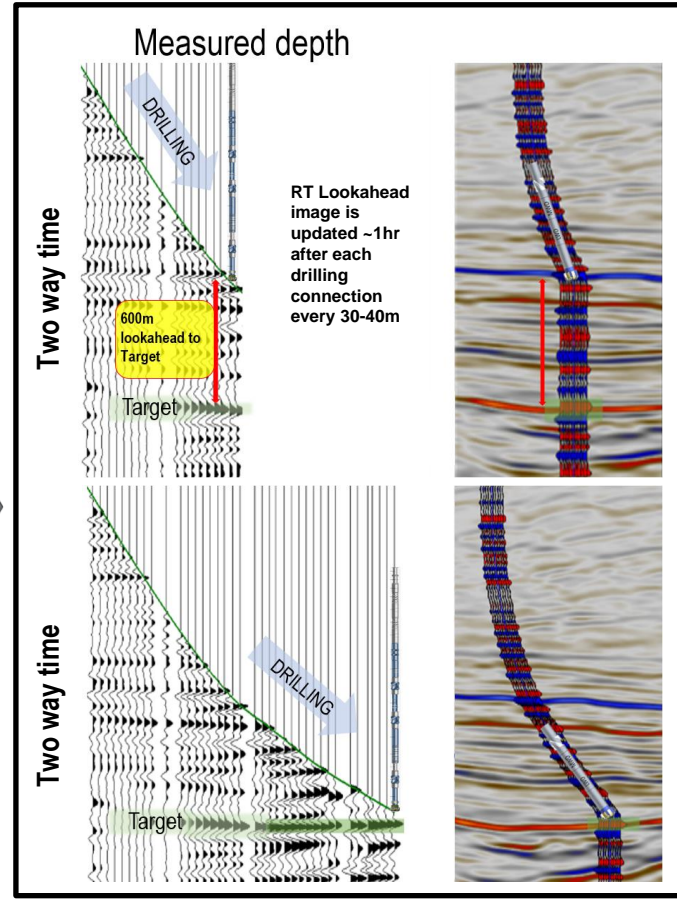 Measured depth
Two way time
DRILLING
600m
lookahead to
Target
Target
RT Lookahead
image is
updated ~1hr
after each
drilling
connection
every 30-40m
Two way time
DRILLING
Target